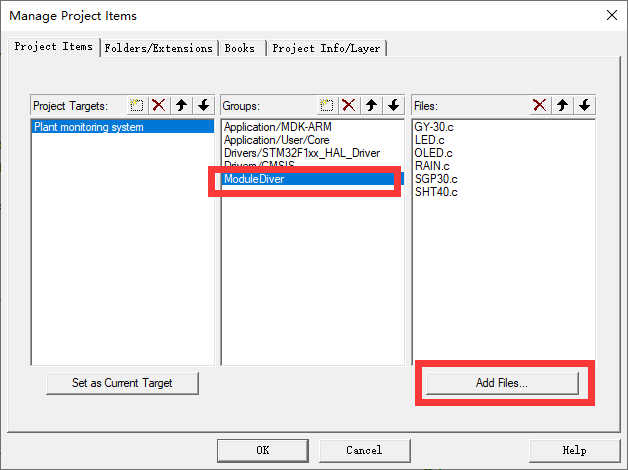 Manage Project Items
Project Items
Folders/Extensions
Books
Project Info/Layer
Project Targets:
Plant monitoring system
Set as Current Target
Groups:
Application/MDK-ARM
Application/User/Core
Drivers/STM32F1xx_HAL_Driver
Drivers/CMSIS
ModuleDiver
Files:
GY-30.c
LED.c
OLED.c
RAIN.c
SGP30.c
SHT40.c
Add Files...
OK
Cancel
Help